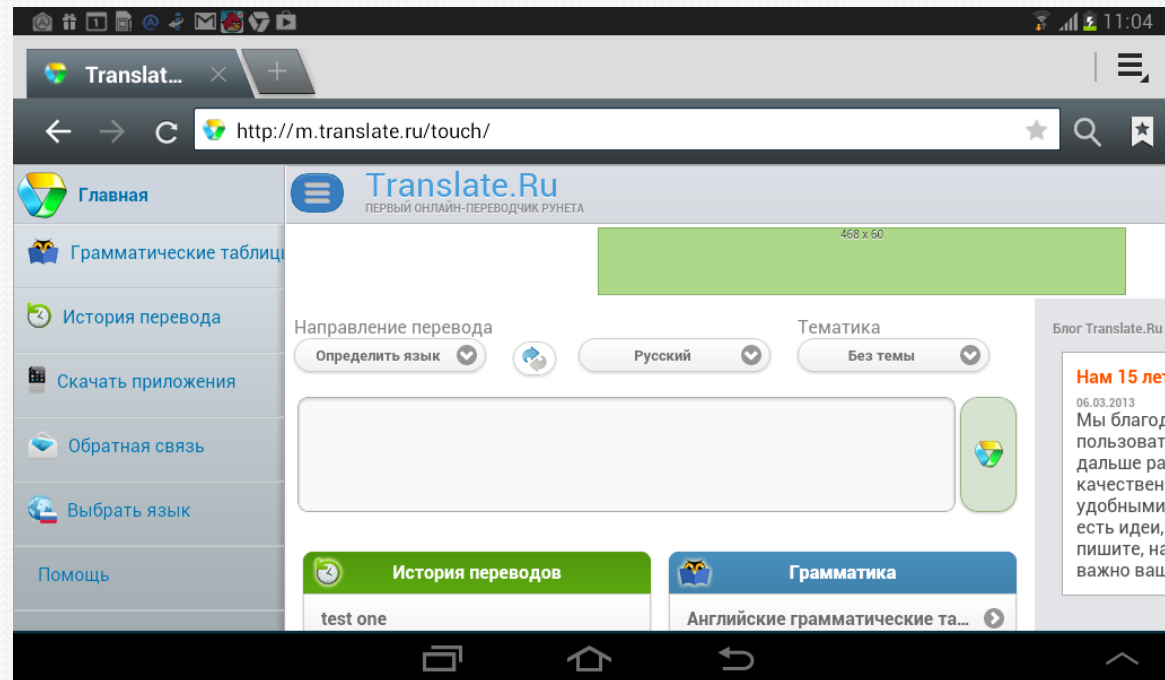 11:04
Translat...
http://m.translate.ru/touch/
Главная
Translate.Ru
ПЕРВЫЙ ОНЛАЙН-ПЕРЕВОДЧИК РУНЕТА
468 x 60
Грамматические таблицы
История перевода
Скачать приложения
Обратная связь
Выбрать язык
Помощь
Направление перевода
Тематика
Определить язык
Русский
Без темы
История переводов
test one
Грамматика
Английские грамматические та...
Блог Translate.Ru
Нам 15 лет
06.03.2013
Мы благод
пользоват
дальше ра
качествен
удобными
есть идеи,
пишите, на
важно ваш